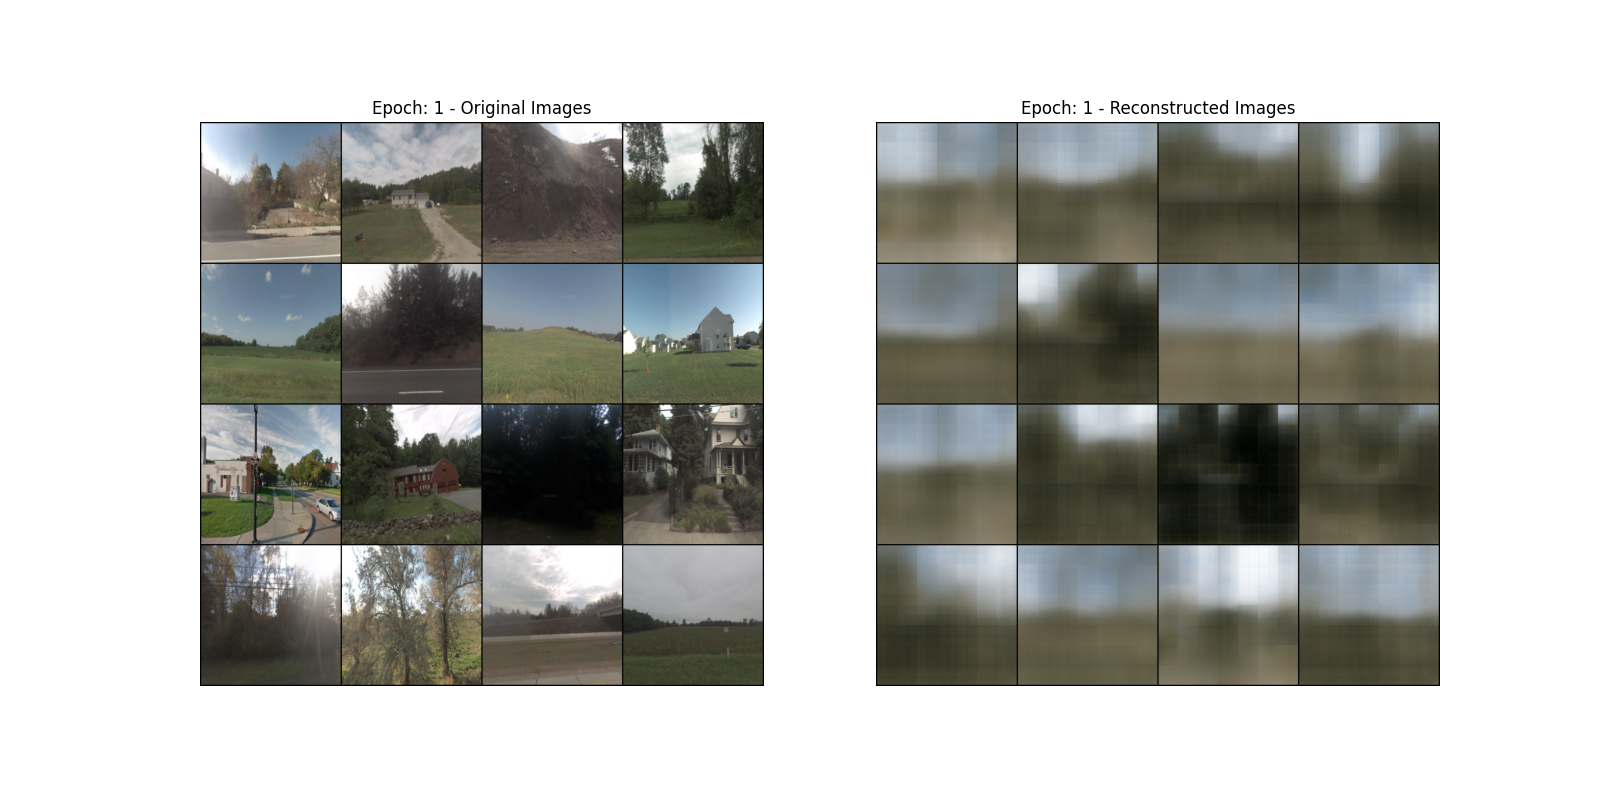 Epoch: 1 - Original Images
Epoch: 1 - Reconstructed Images